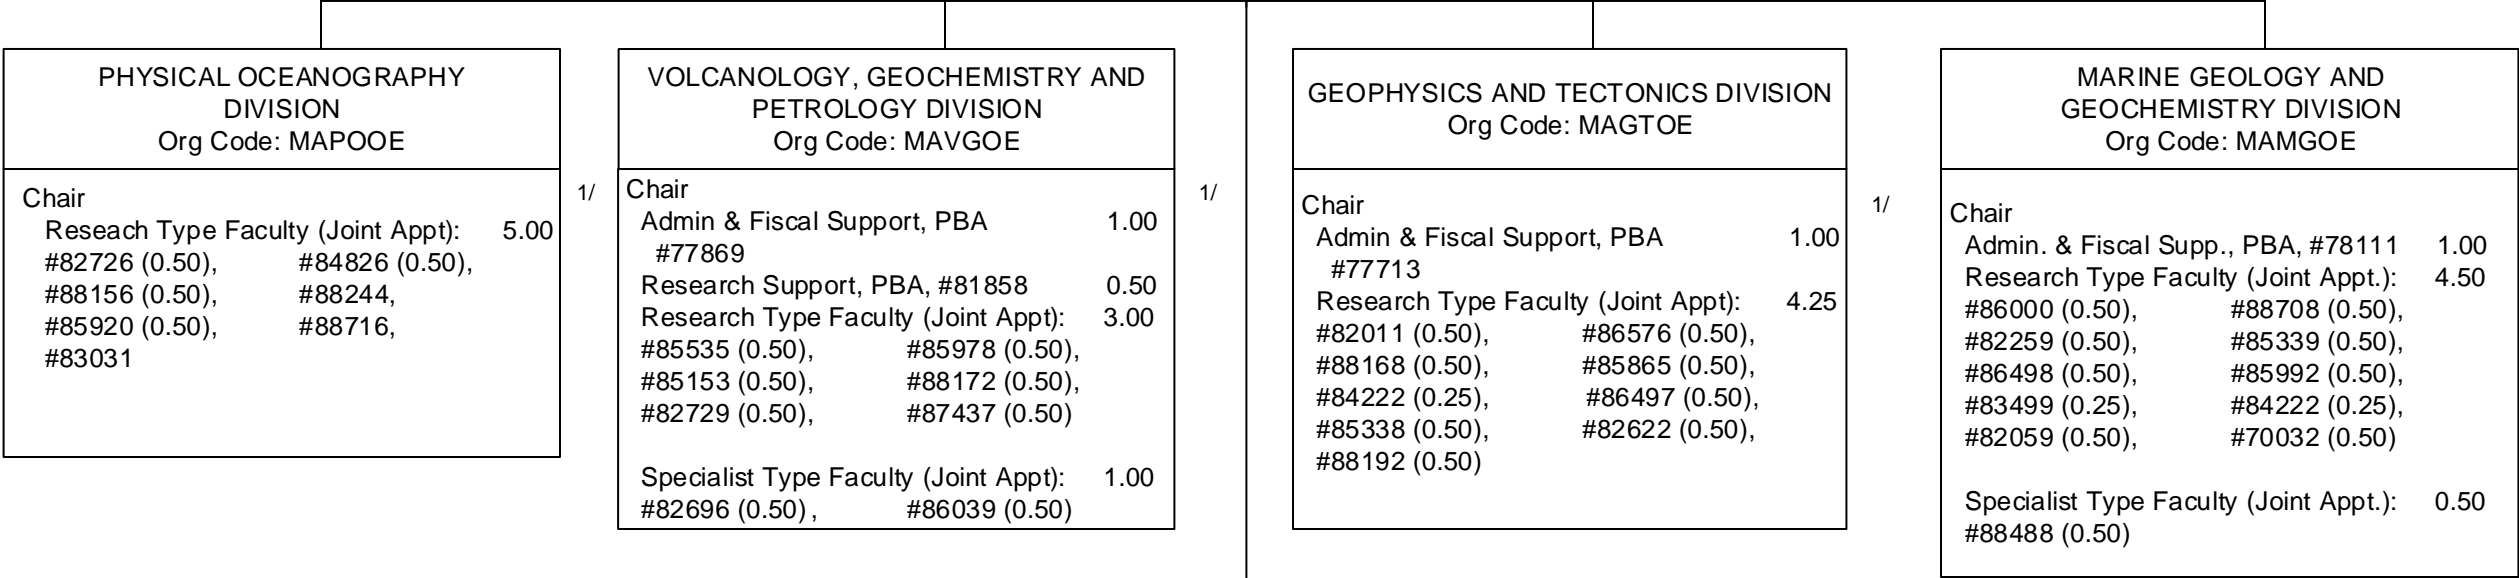 PHYSICAL OCEANOGRAPHY
DIVISION
Org Code: MAPOOE
Chair
Reseach Type Faculty (Joint Appt): 5.00
#82726 (0.50), #84826 (0.50),
#88156 (0.50), #88244,
#85920 (0.50), #88716,
#83031
1/
VOLCANOLOGY, GEOCHEMISTRY AND
PETROLOGY DIVISION
Org Code: MAVGOE
Chair
Admin & Fiscal Support, PBA 1.00
#77869
Research Support, PBA, #81858 0.50
Research Type Faculty (Joint Appt): 3.00
#85535 (0.50), #85978 (0.50),
#85153 (0.50), #88172 (0.50),
#82729 (0.50), #87437 (0.50)
Specialist Type Faculty (Joint Appt): 1.00
#82696 (0.50), #86039 (0.50)
1/
GEOPHYSICS AND TECTONICS DIVISION
Org Code: MAGTOE
Chair
Admin & Fiscal Support, PBA 1.00
#77713
Research Type Faculty (Joint Appt): 4.25
#82011 (0.50), #86576 (0.50),
#88168 (0.50), #85865 (0.50),
#84222 (0.25), #86497 (0.50),
#85338 (0.50), #82622 (0.50),
#88192 (0.50)
1/
MARINE GEOLOGY AND
GEOCHEMISTRY DIVISION
Org Code: MAMGOE
Chair
Admin. & Fiscal Supp., PBA, #78111 1.00
Research Type Faculty (Joint Appt.): 4.50
#86000 (0.50), #88708 (0.50),
#82259 (0.50), #85339 (0.50),
#86498 (0.50), #85992 (0.50),
#83499 (0.25), #84222 (0.25),
#82059 (0.50), #70032 (0.50)
Specialist Type Faculty (Joint Appt.): 0.50
#88488 (0.50)